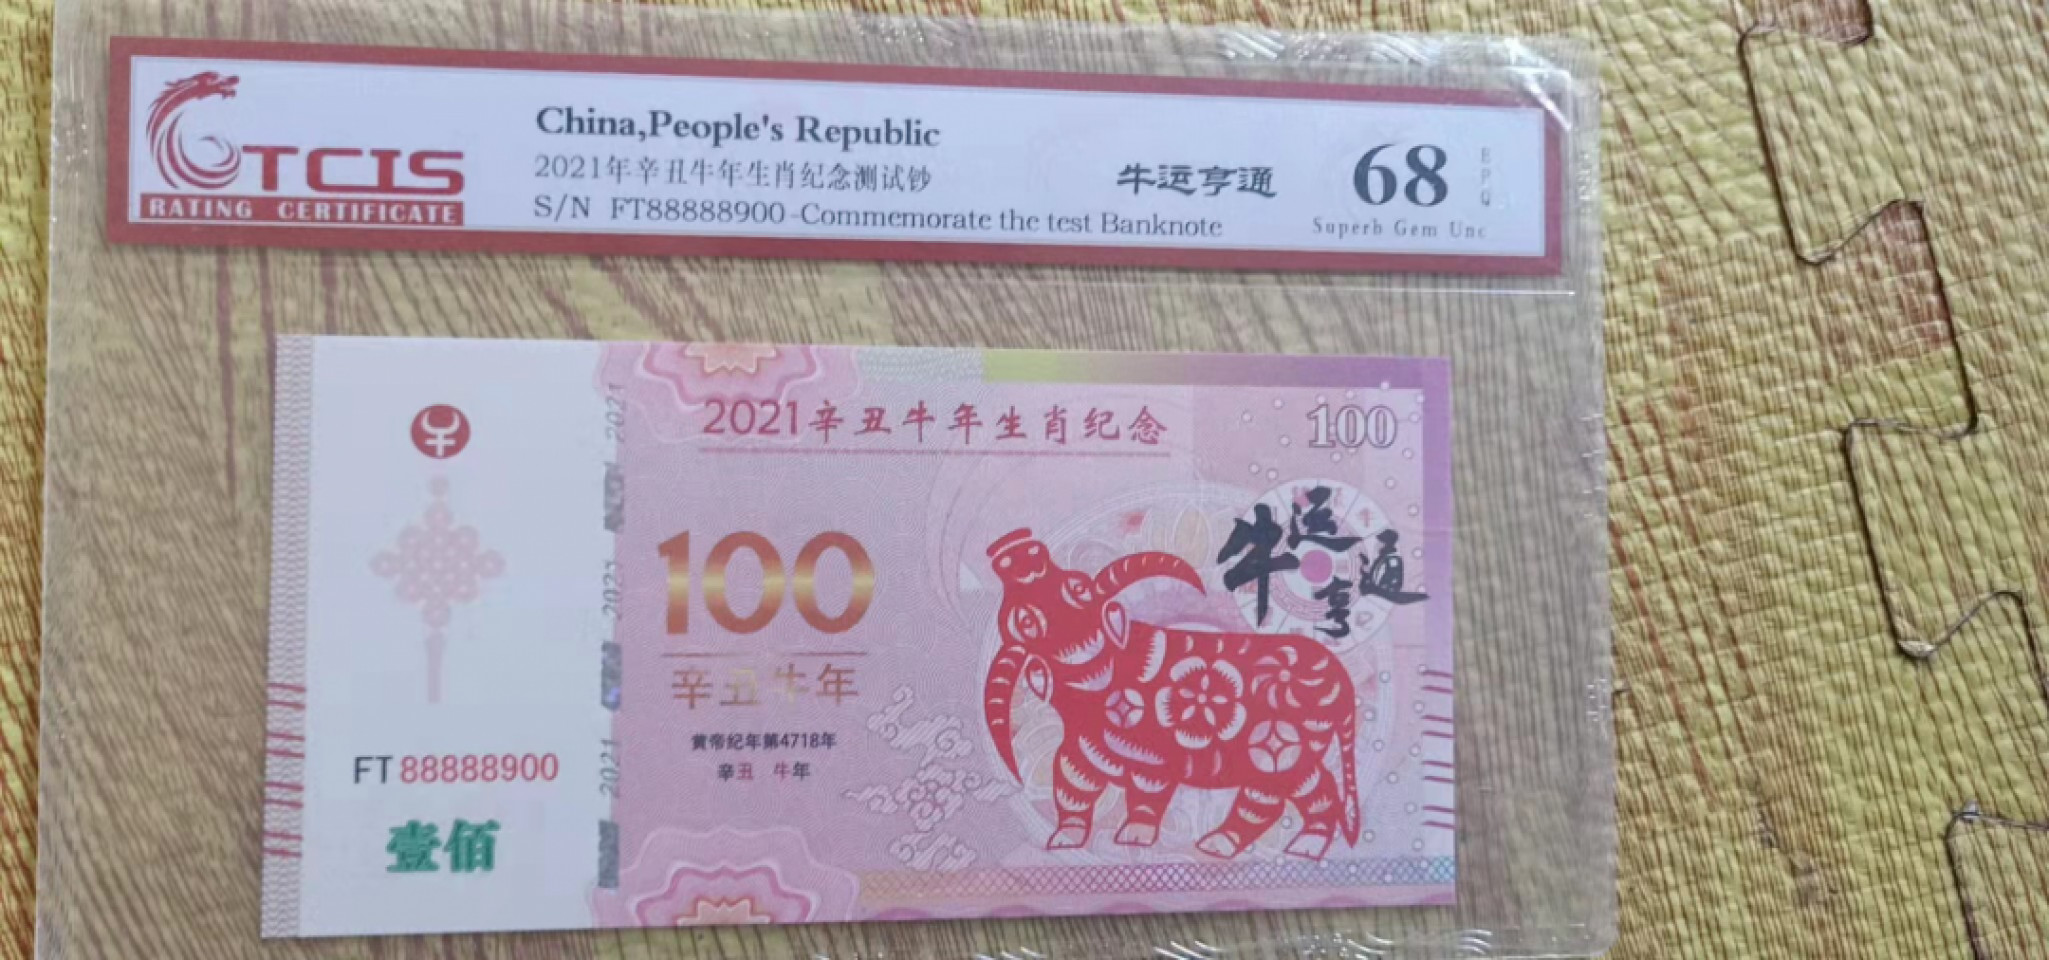 TCIS
RATING CERTIFICATE
China,People's Republic
2021年辛丑牛年生肖纪念测试钞
S/N FT88888900-Commemorate the test Banknote
牛运亨通
68
BPQ
Superb Gem Unc
2021辛丑牛年生肖纪念
100
牛运亨通
100
辛丑牛年
黄帝纪年第4718年
辛丑 牛年
FT 88888900
壹佰
2021
2021
2021